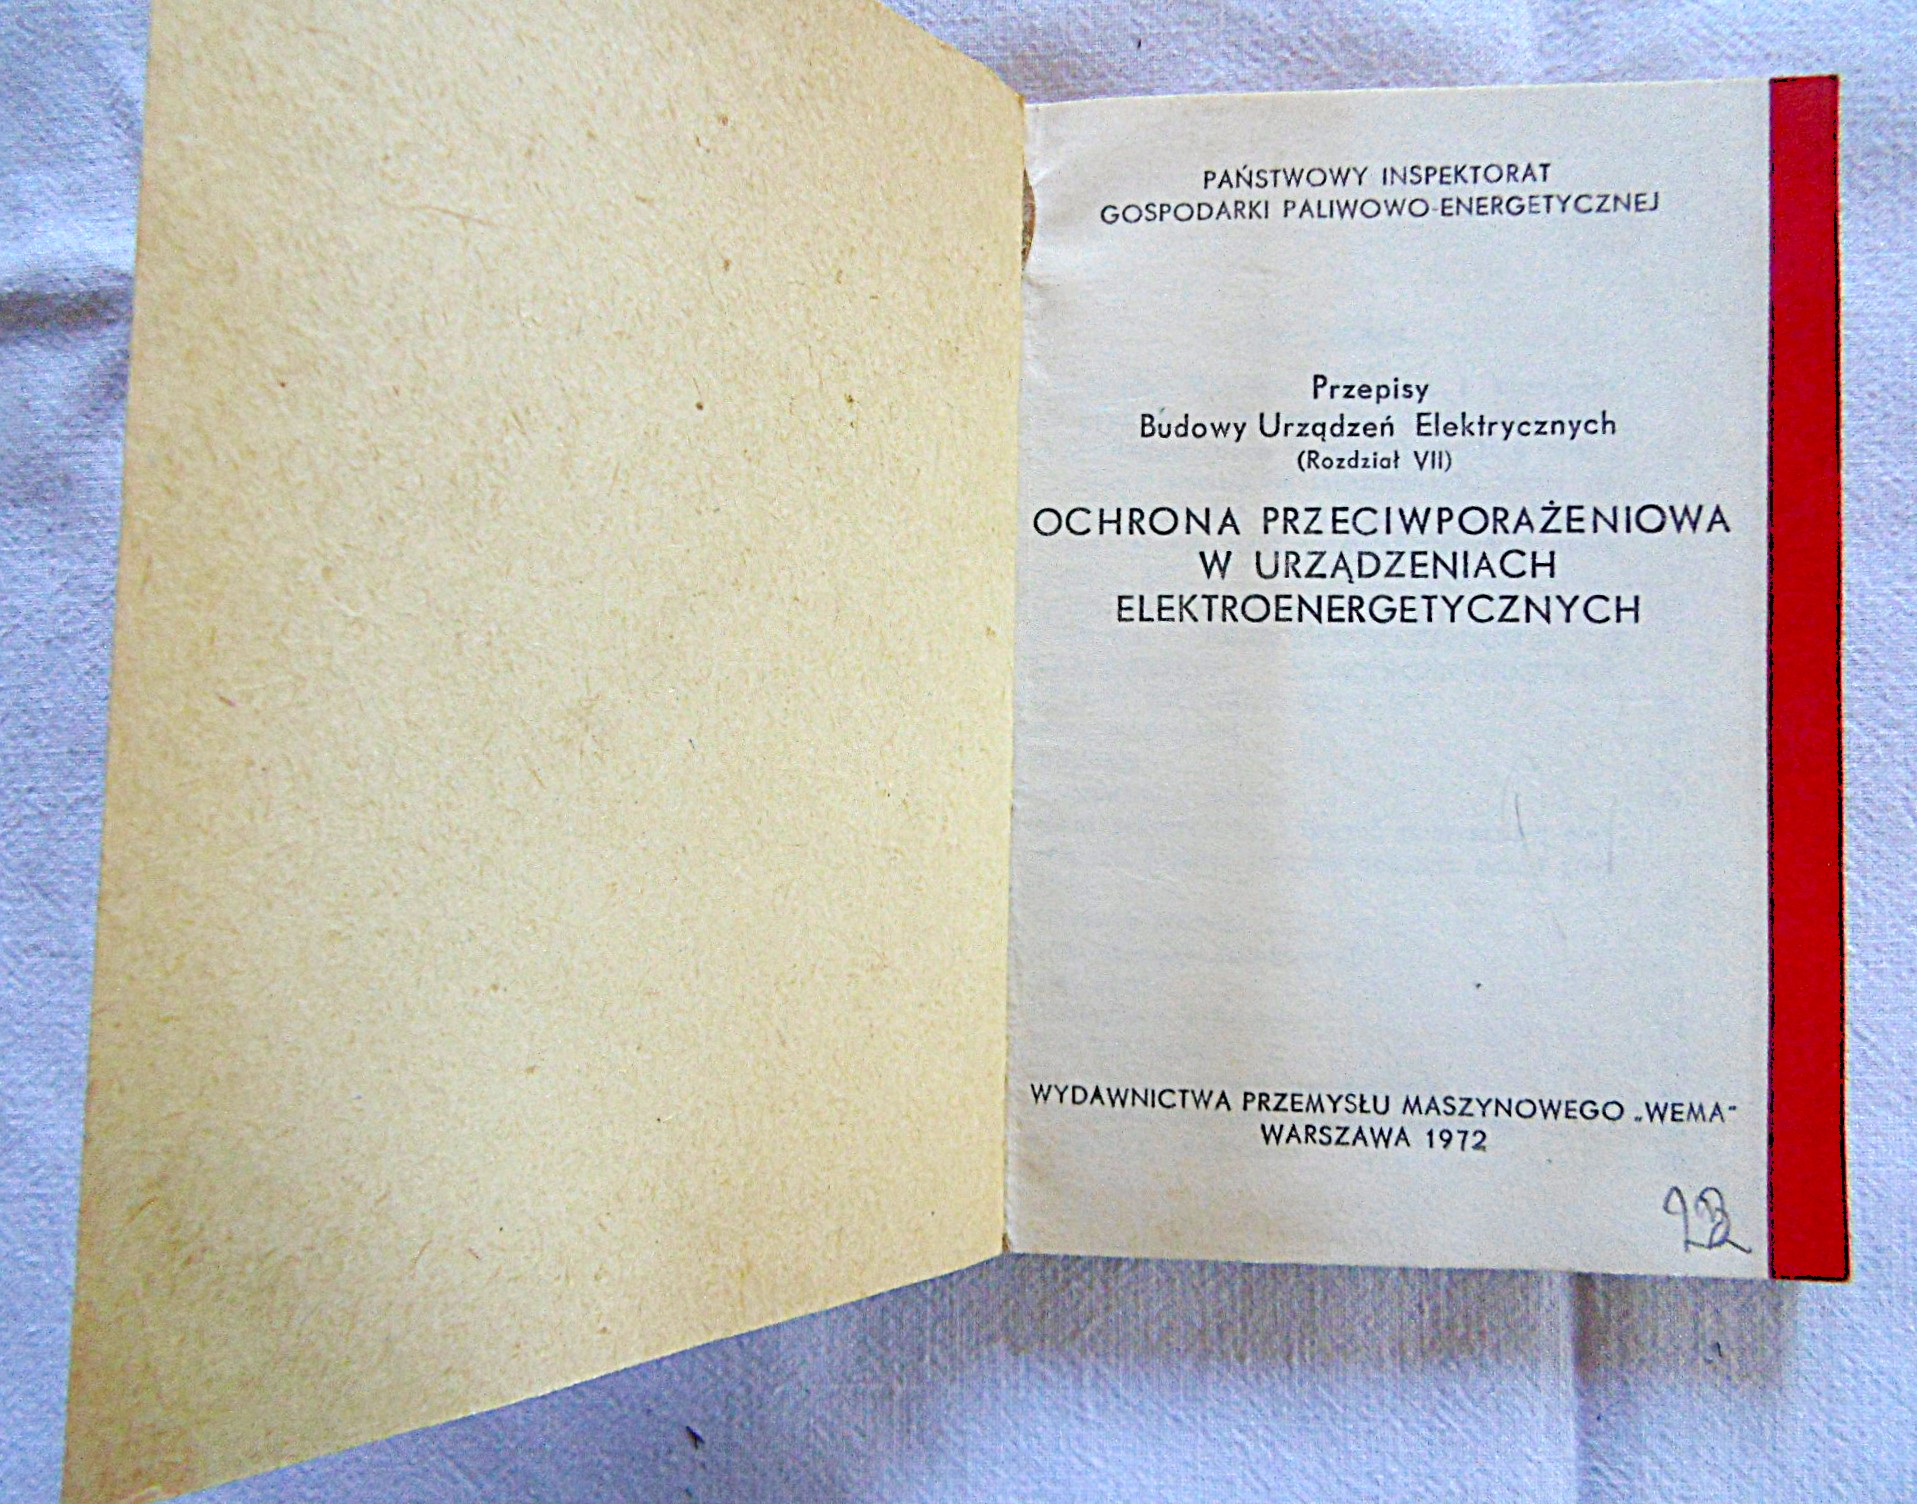 PAŃSTWOWY INSPEKTORAT
GOSPODARKI PALIWOWO-ENERGETYCZNEJ
Przepisy
Budowy Urządzeń Elektrycznych
(Rozdział VII)
OCHRONA PRZECIWPORAŻENIOWA
W URZĄDZENIACH
ELEKTROENERGETYCZNYCH
WYDAWNICTWA PRZEMYSŁU MASZYNOWEGO „WEMA"
WARSZAWA 1972